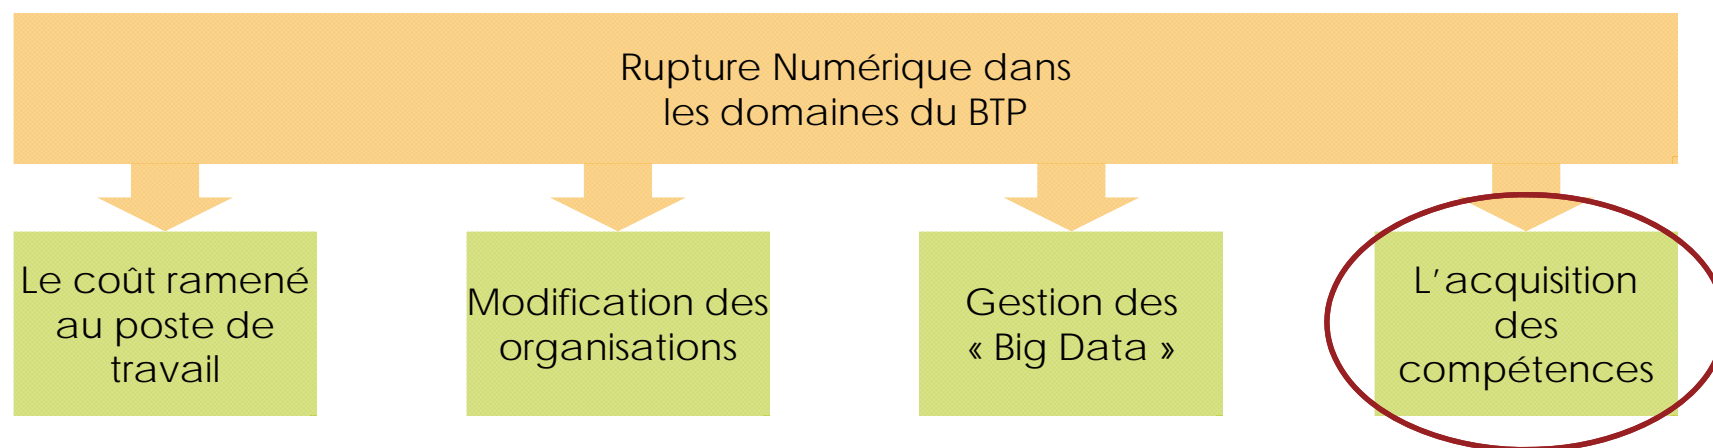 Rupture Numérique dans
les domaines du BTP
Le coût ramené
au poste de
travail
Modification des
organisations
Gestion des
« Big Data »
L’acquisition
des
compétences